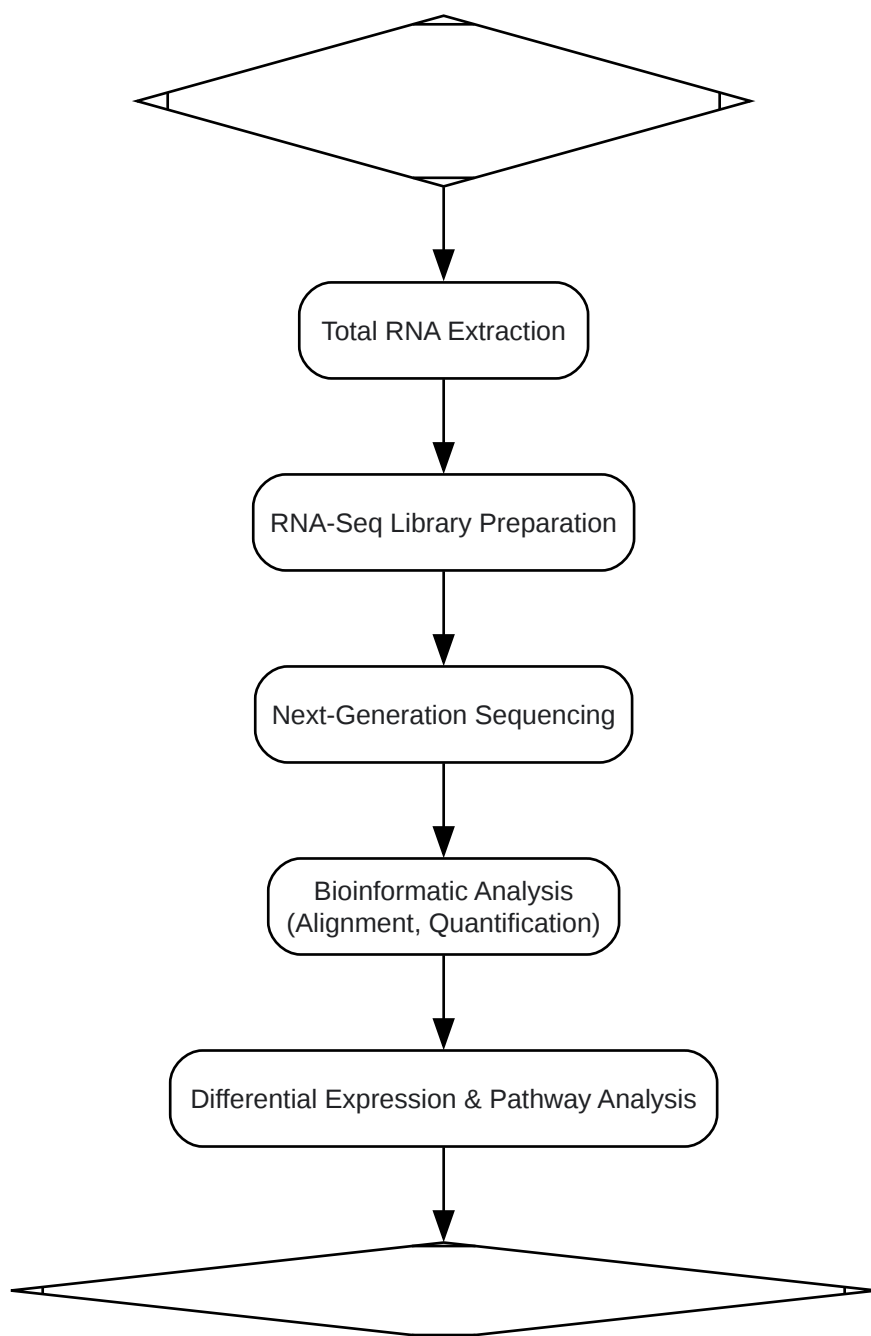 Total RNA Extraction
RNA-Seq Library Preparation
Next-Generation Sequencing
Bioinformatic Analysis
(Alignment, Quantification)
Differential Expression & Pathway Analysis